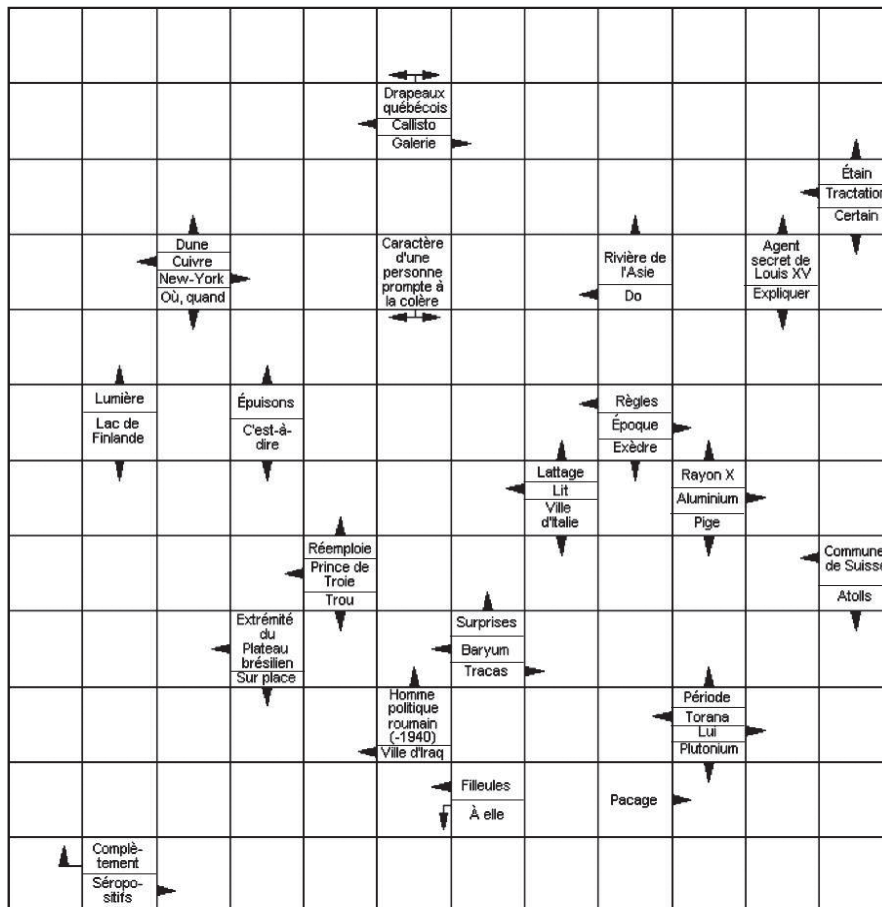 Drapeaux
québécois
Callisto
Galerie
Étain
Tractation
Certain
Dune
Cuivre
New-York
Où, quand
Caractère
d'une
personne
prompte à
la colère
Rivière de
l'Asie
Do
Agent
secret de
Louis XV
Expliquer
Lumière
Lac de
Finlande
Épuisons
C'est-à-
dire
Règles
Époque
Exèdre
Lattage
Lit
Ville
d'Italie
Rayon X
Aluminium
Pige
Réemploie
Prince de
Troie
Trou
Commune
de Suisse
Atolls
Extrémité
du
Plateau
brésilien
Sur place
Surprises
Baryum
Tracas
Homme
politique
roumain
(-1940)
Ville d'Iraq
Période
Torana
Lui
Plutonium
Filleules
À elle
Pacage
Complè-
tement
Séropo-
sitifs